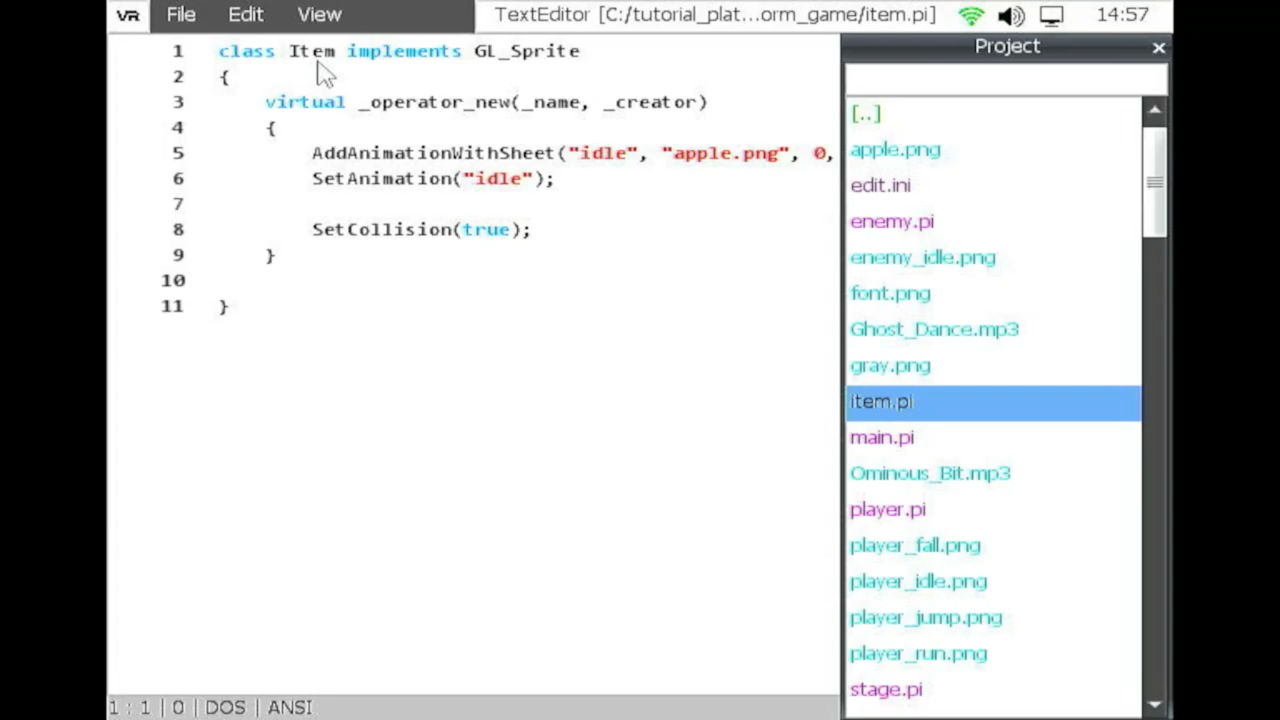 VR File Edit View TextEditor [C:/tutorial_plat...orm_game/item.pi] 14:57
1 class Item implements GL_Sprite
2 {
3 virtual _operator_new(_name, _creator)
4 {
5 AddAnimationWithSheet("idle", "apple.png", 0,
6 SetAnimation("idle");
7
8 SetCollision(true);
9 }
10
11 }
Project
[..]
apple.png
edit.ini
enemy.pi
enemy_idle.png
font.png
Ghost_Dance.mp3
gray.png
item.pi
main.pi
Ominous_Bit.mp3
player.pi
player_fall.png
player_idle.png
player_jump.png
player_run.png
stage.pi
1 : 1 | 0 | DOS | ANSI